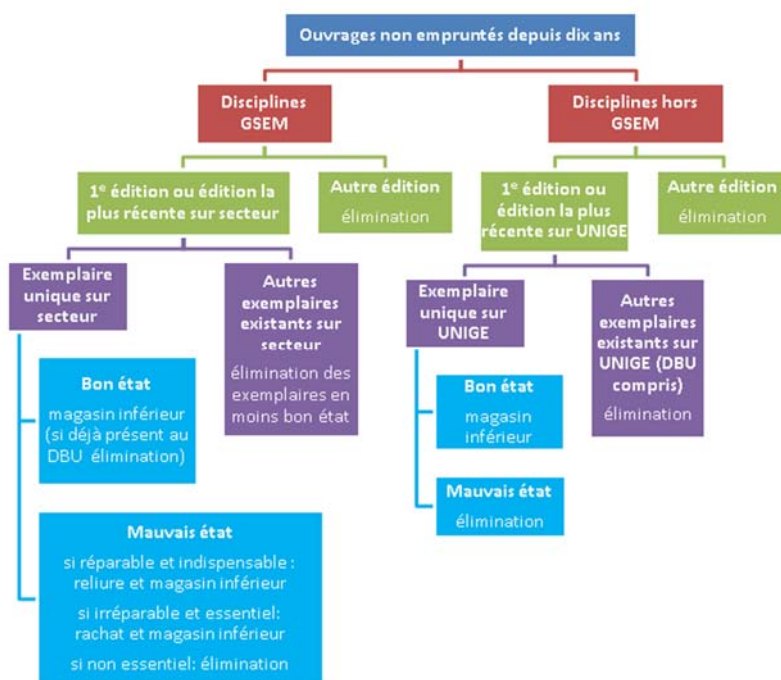 Ouvrages non empruntés depuis dix ans
Disciplines
GSEM
Disciplines hors
GSEM
1e édition ou édition la
plus récente sur secteur
Autre édition
élimination
1e édition ou
édition la plus
récente sur UNIGE
Autre édition
élimination
Exemplaire
unique sur
secteur
Autres
exemplaires
existants sur
secteur
élimination des
exemplaires en
moins bon état
Exemplaire
unique sur
UNIGE
Autres
exemplaires
existants sur
UNIGE (DBU
compris)
élimination
Bon état
magasin inférieur
(si déjà présent au
DBU élimination)
Bon état
magasin
inférieur
Mauvais état
élimination
Mauvais état
si réparable et indispensable :
reliure et magasin inférieur
si irréparable et essentiel:
rachat et magasin inférieur
si non essentiel: élimination